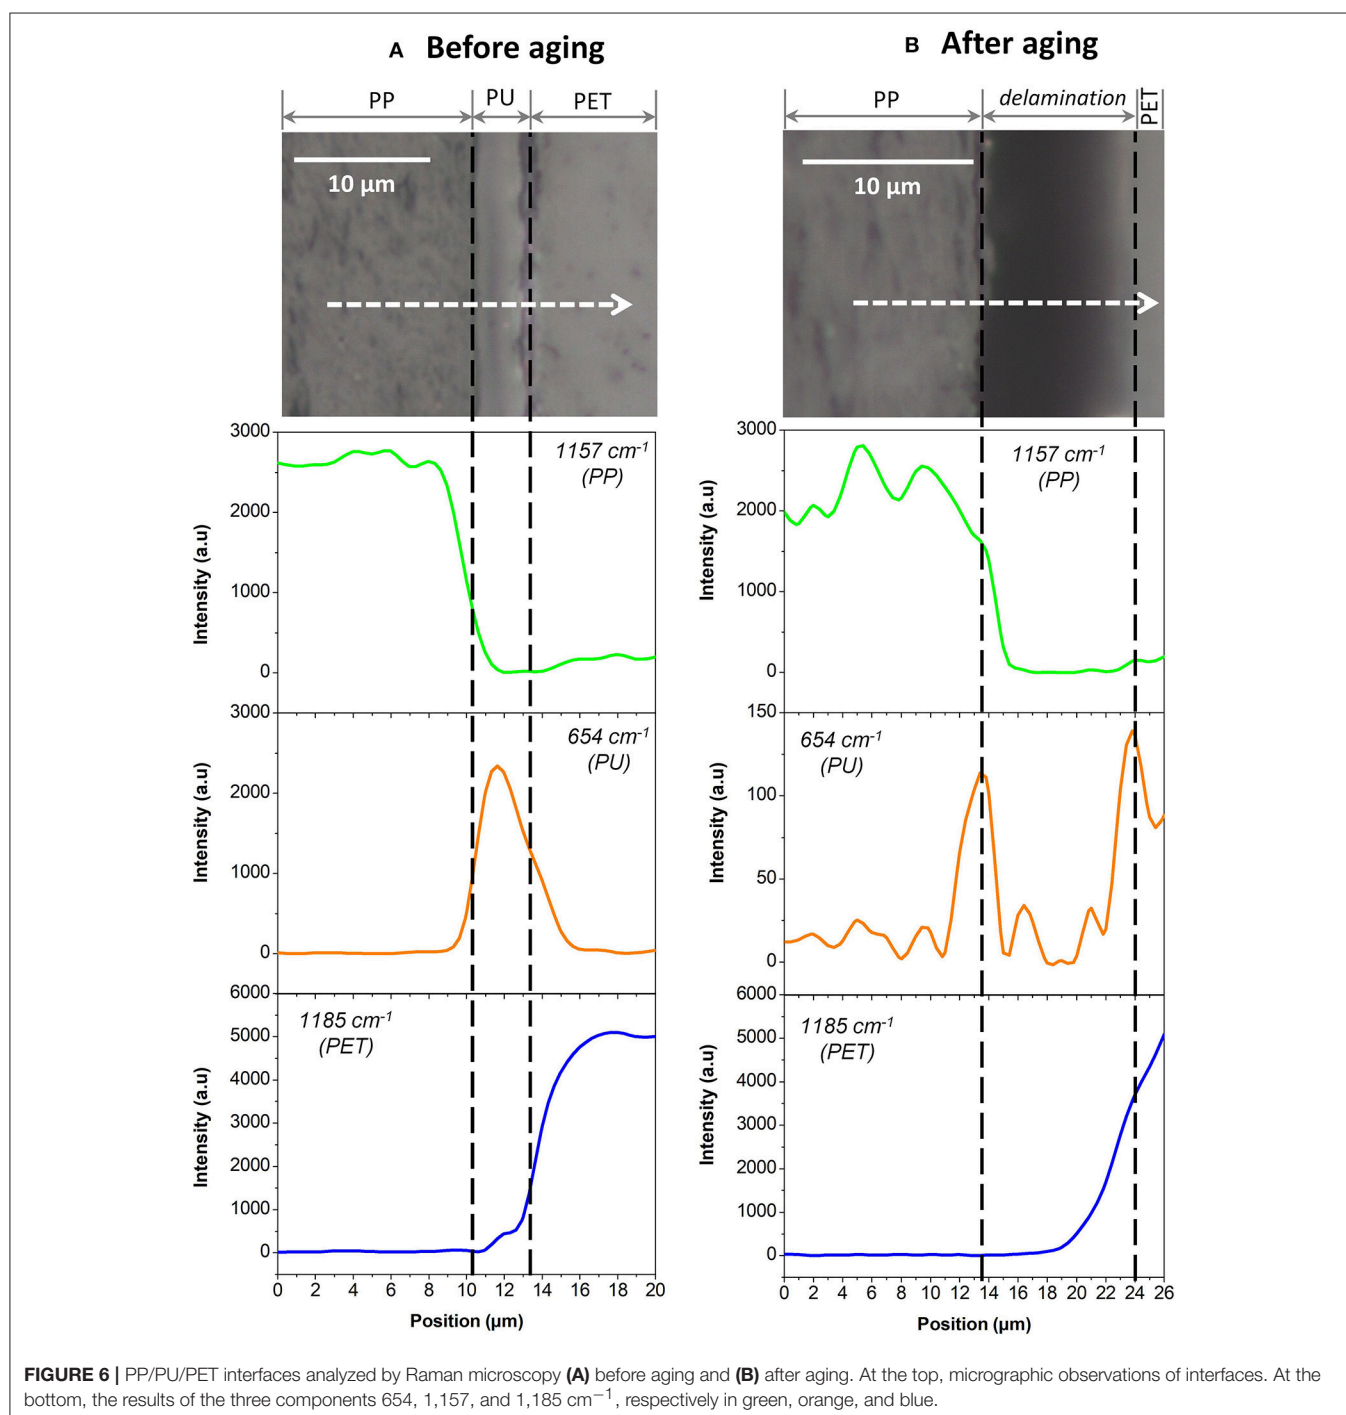 A Before aging
B After aging
PP
PU
PET
PP
delamination
PET
10 µm
10 µm
3000
2000
1000
0
Intensity (a.u)
1157 cm-1
(PP)
3000
2000
1000
0
Intensity (a.u)
1157 cm-1
(PP)
3000
2000
1000
0
Intensity (a.u)
654 cm-1
(PU)
150
100
50
0
Intensity (a.u)
654 cm-1
(PU)
6000
5000
4000
3000
2000
1000
0
Intensity (a.u)
1185 cm-1
(PET)
0 2 4 6 8 10 12 14 16 18 20
Position (µm)
6000
5000
4000
3000
2000
1000
0
Intensity (a.u)
1185 cm-1
(PET)
0 2 4 6 8 10 12 14 16 18 20 22 24 26
Position (µm)
FIGURE 6 | PP/PU/PET interfaces analyzed by Raman microscopy (A) before aging and (B) after aging. At the top, micrographic observations of interfaces. At the
bottom, the results of the three components 654, 1,157, and 1,185 cm−1, respectively in green, orange, and blue.